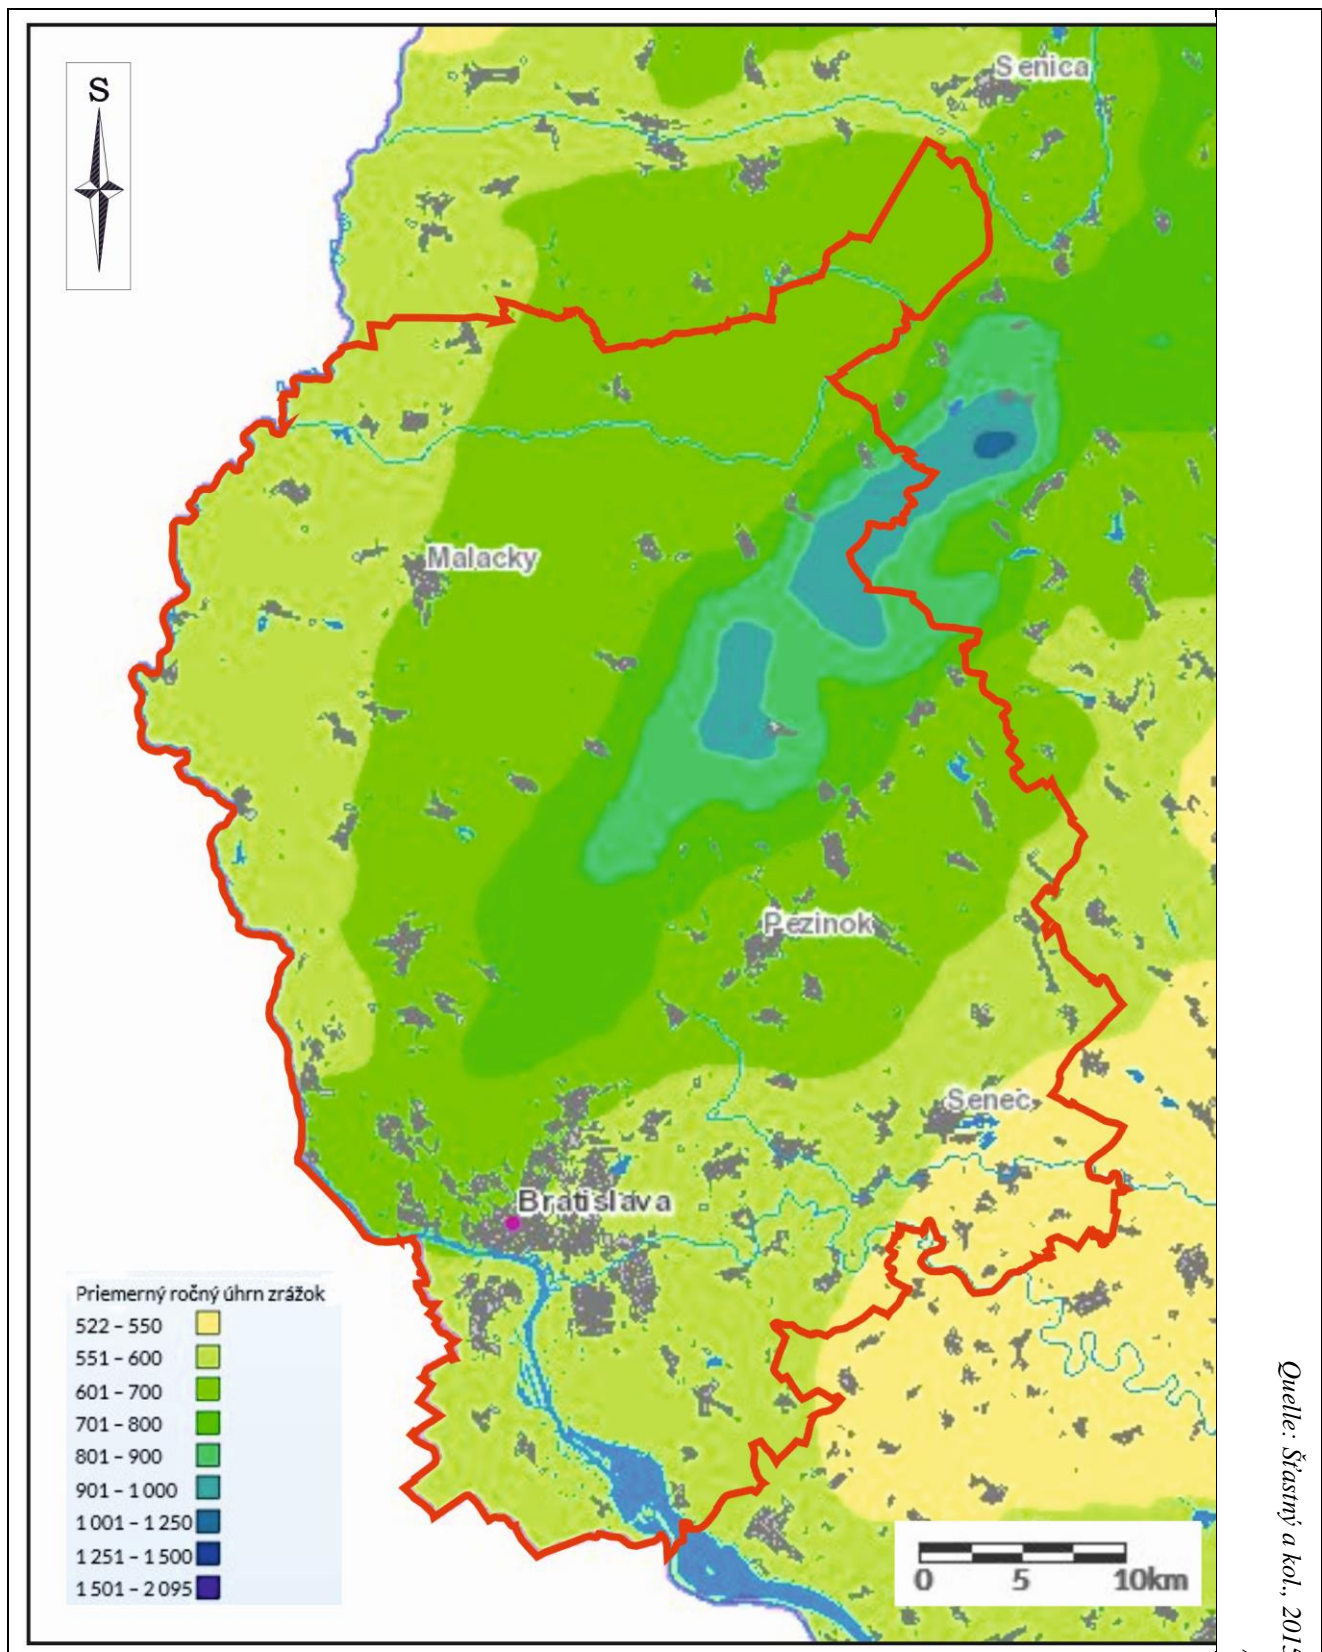 S
Senica
Malacky
Pezinok
Senec
Bratislava
Priemerný ročný úhrn zrážok
522 – 550
551 – 600
601 – 700
701 – 800
801 – 900
901 – 1 000
1 001 – 1 250
1 251 – 1 500
1 501 – 2 095
0 5 10km
Quelle: Šťastný a kol., 2015